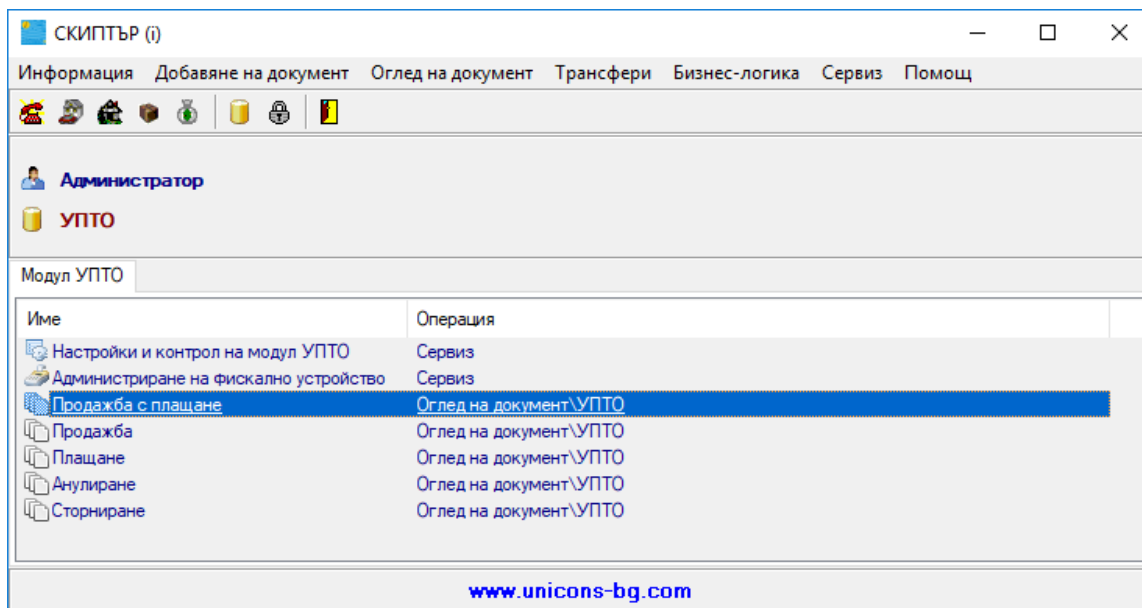 СКИПТЪР (i)
Информация Добавяне на документ Оглед на документ Трансфери Бизнес-логика Сервиз Помощ
Администратор
УПТО
Модул УПТО
Име Операция
Настройки и контрол на модул УПТО Сервиз
Администриране на фискално устройство Сервиз
Продажба с плащане Оглед на документ\УПТО
Продажба Оглед на документ\УПТО
Плащане Оглед на документ\УПТО
Анулиране Оглед на документ\УПТО
Сторниране Оглед на документ\УПТО
www.unicons-bg.com